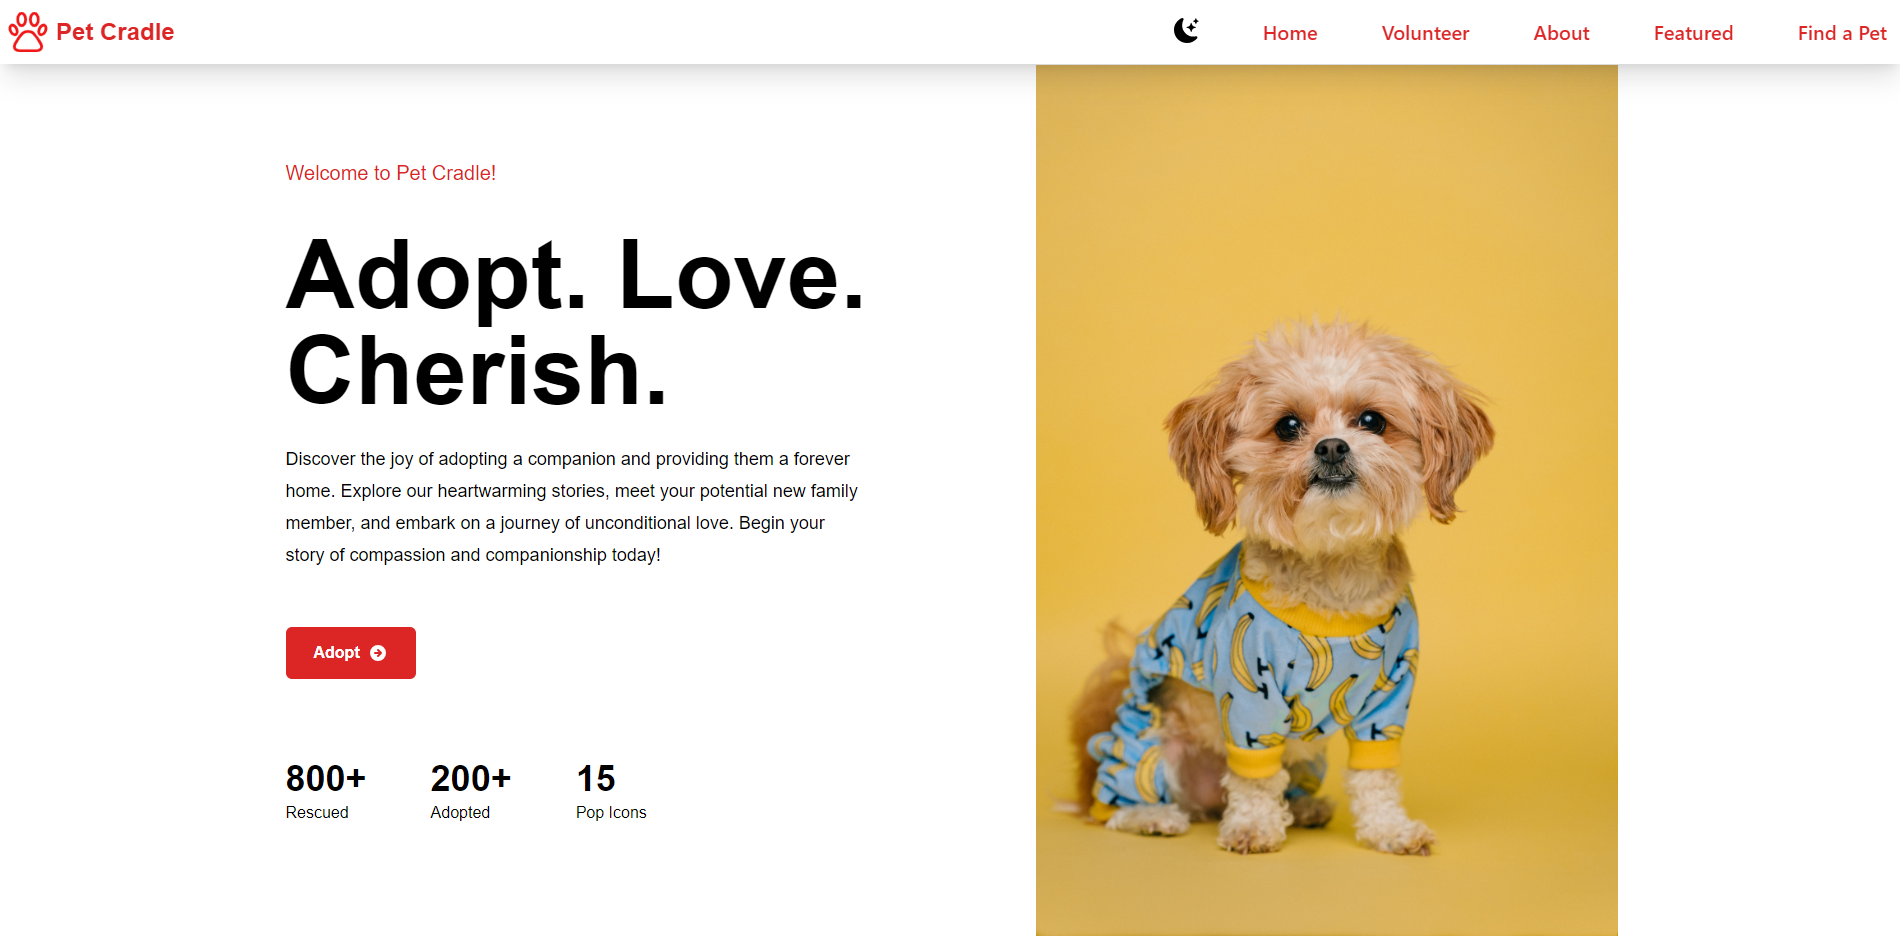 Pet Cradle
Home
Volunteer
About
Featured
Find a Pet
Welcome to Pet Cradle!
Adopt. Love.
Cherish.
Discover the joy of adopting a companion and providing them a forever
home. Explore our heartwarming stories, meet your potential new family
member, and embark on a journey of unconditional love. Begin your
story of compassion and companionship today!
Adopt
800+
Rescued
200+
Adopted
15
Pop Icons